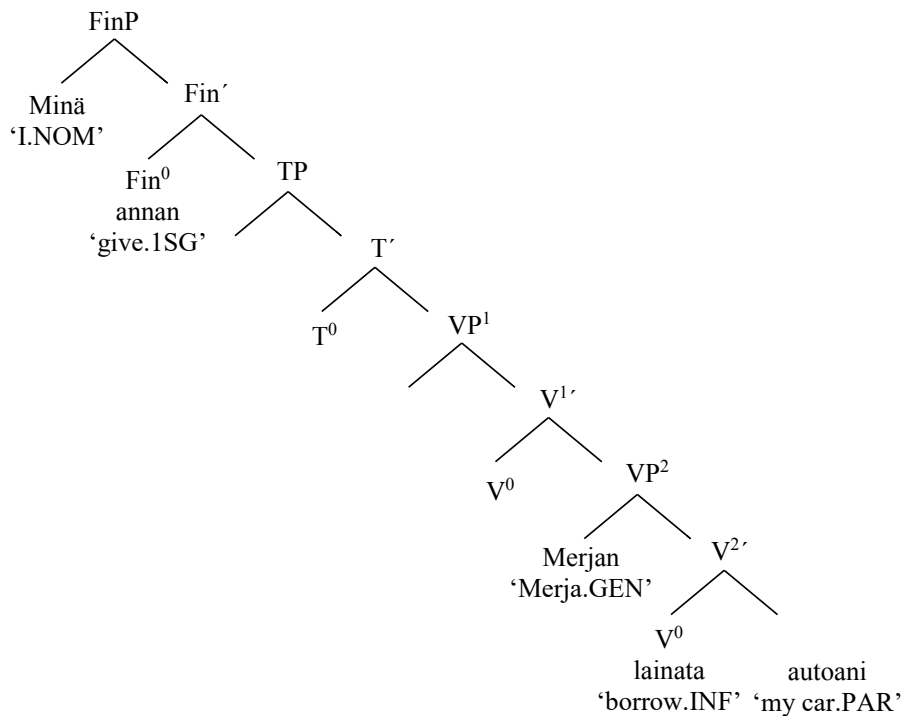 FinP
Minä
‘I.NOM’
Fin´
Fin⁰
annan
‘give.1SG’
TP
T´
T⁰
VP¹
V¹´
V⁰
VP²
Merjan
‘Merja.GEN’
V²´
V⁰
lainata
‘borrow.INF’
autoani
‘my car.PAR’